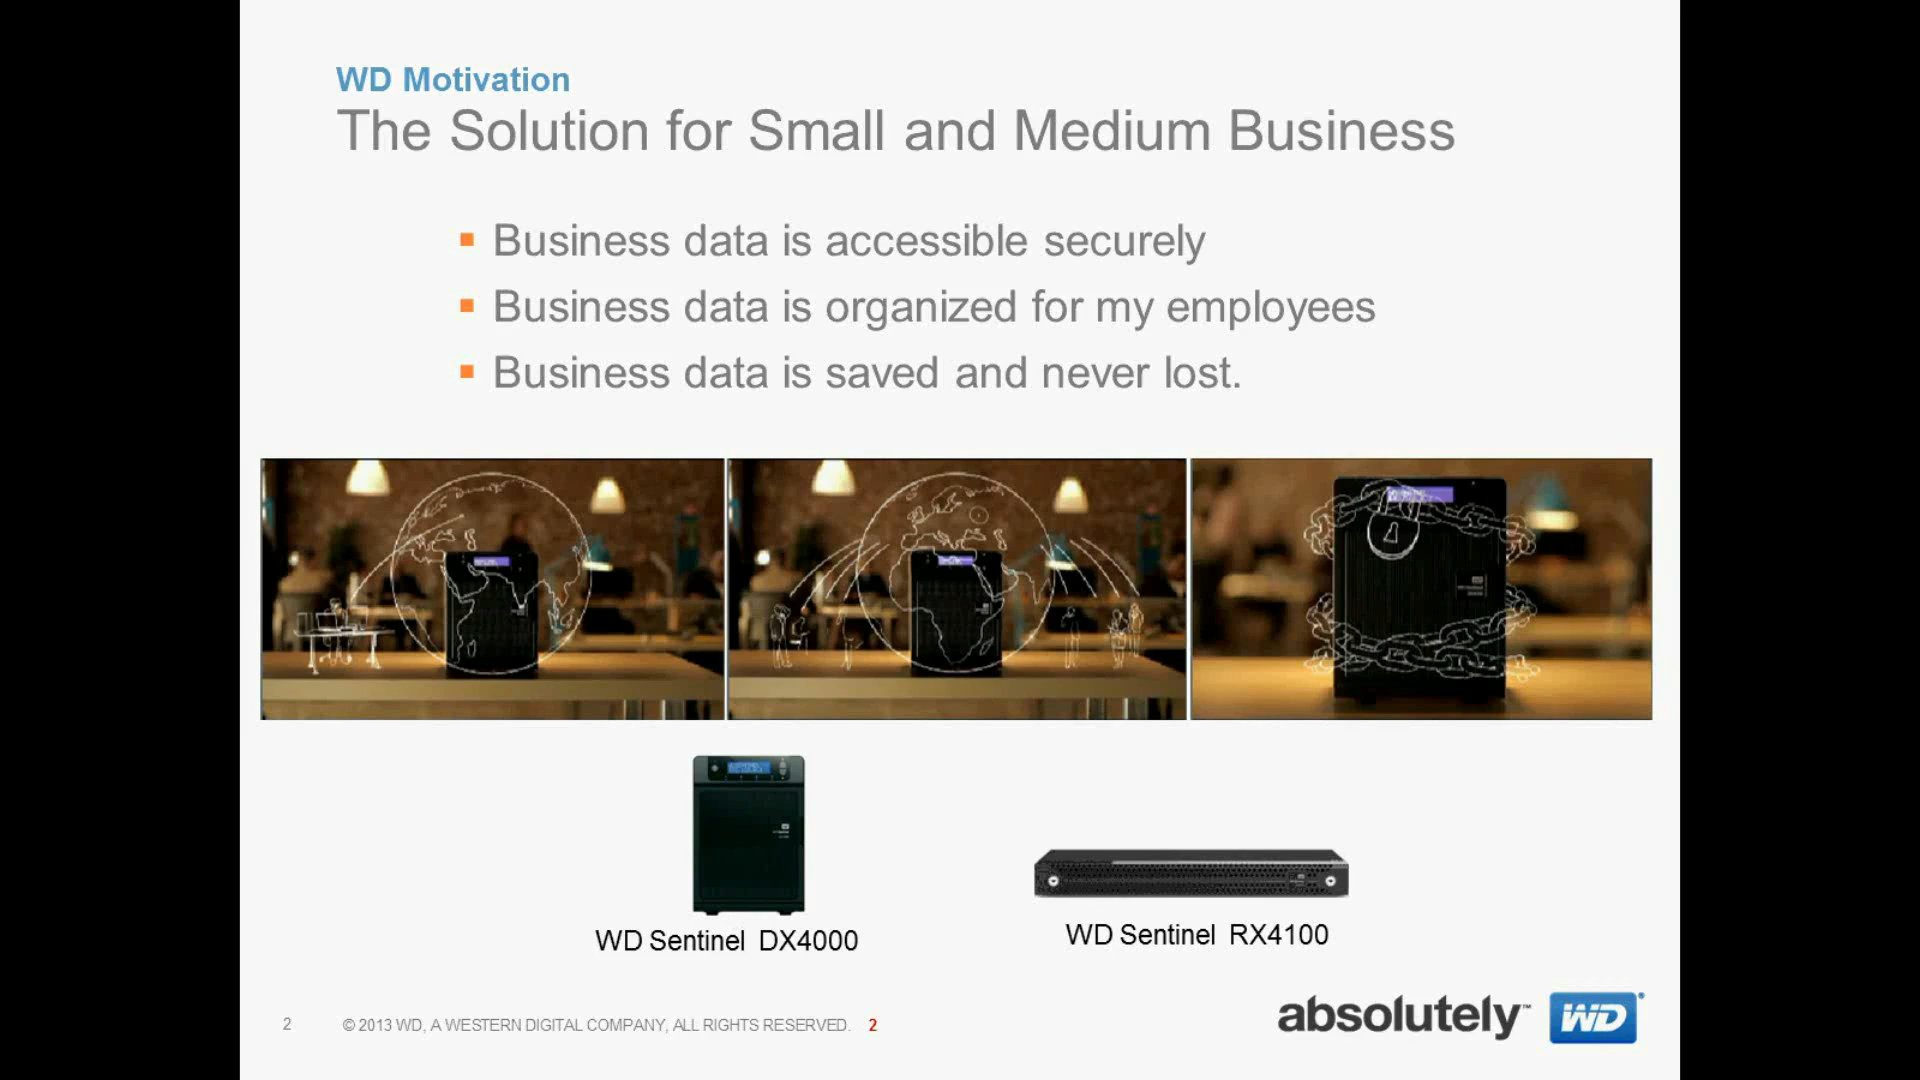 WD Motivation
The Solution for Small and Medium Business
▪ Business data is accessible securely
▪ Business data is organized for my employees
▪ Business data is saved and never lost.
WD Sentinel DX4000
WD Sentinel RX4100
absolutely™ WD®
2 © 2013 WD, A WESTERN DIGITAL COMPANY, ALL RIGHTS RESERVED. 2